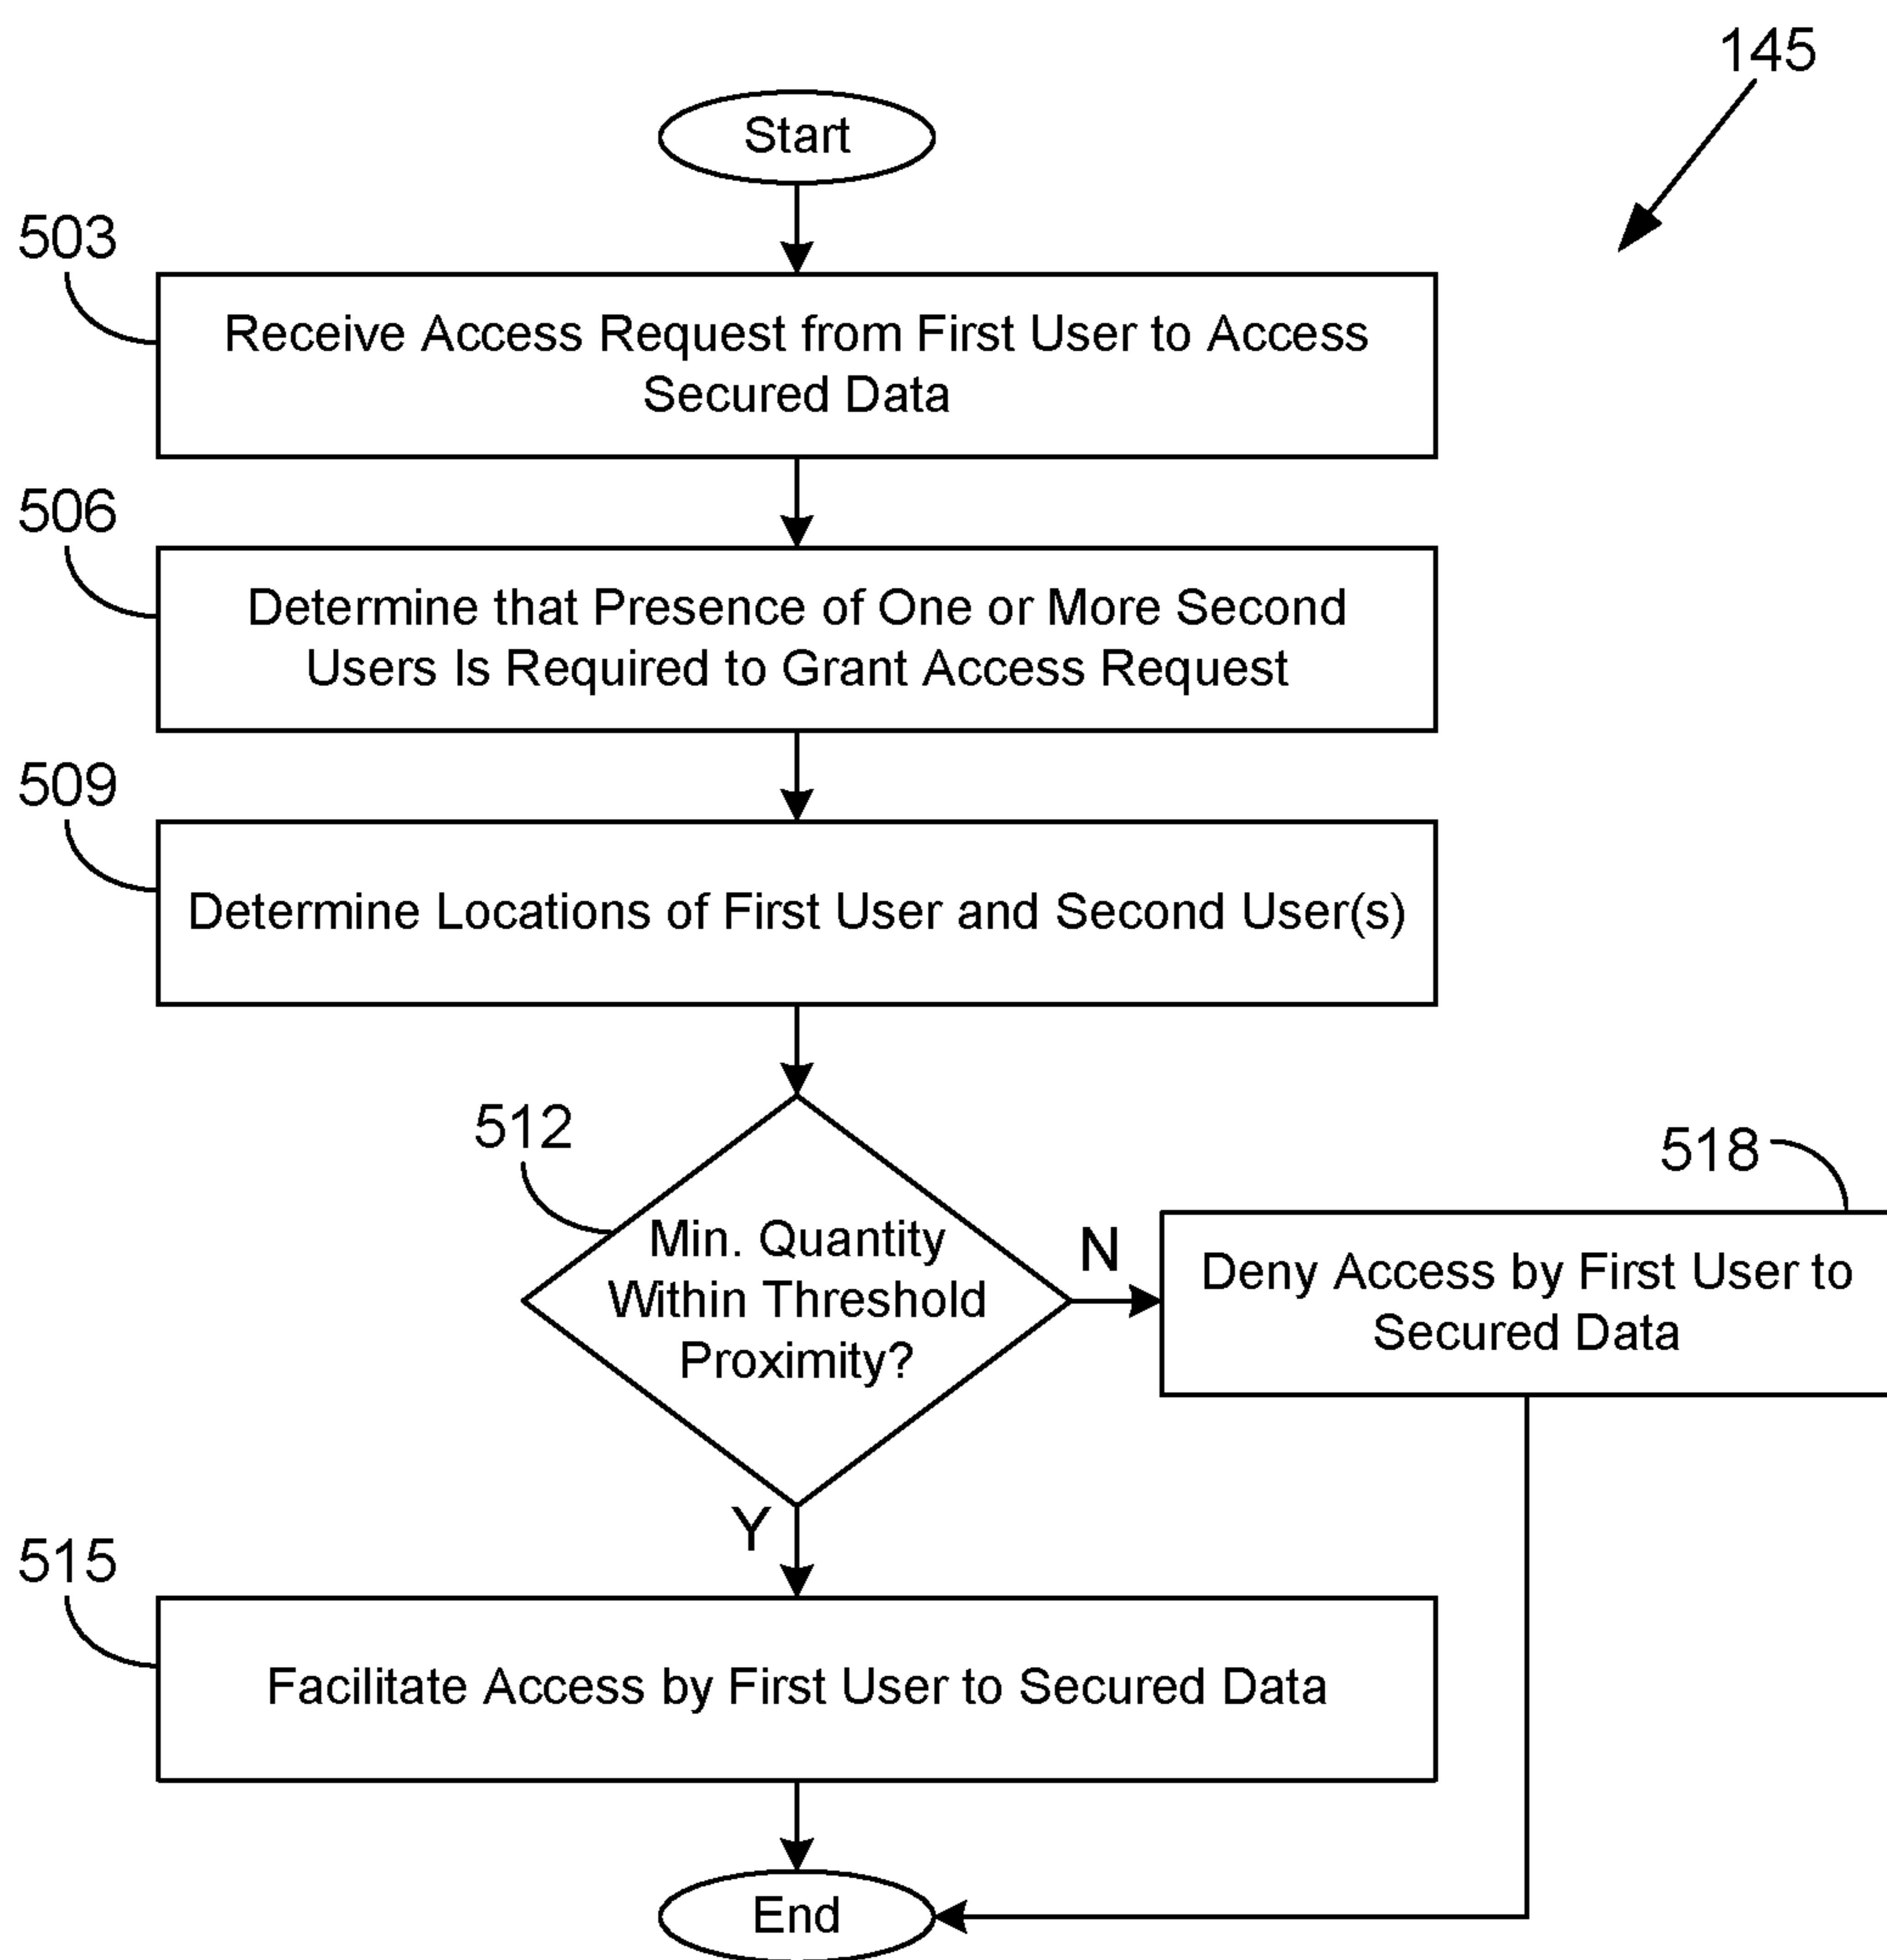 145
Start
503
Receive Access Request from First User to Access
Secured Data
506
Determine that Presence of One or More Second
Users Is Required to Grant Access Request
509
Determine Locations of First User and Second User(s)
512
Min. Quantity
Within Threshold
Proximity?
N
518
Deny Access by First User to
Secured Data
Y
515
Facilitate Access by First User to Secured Data
End